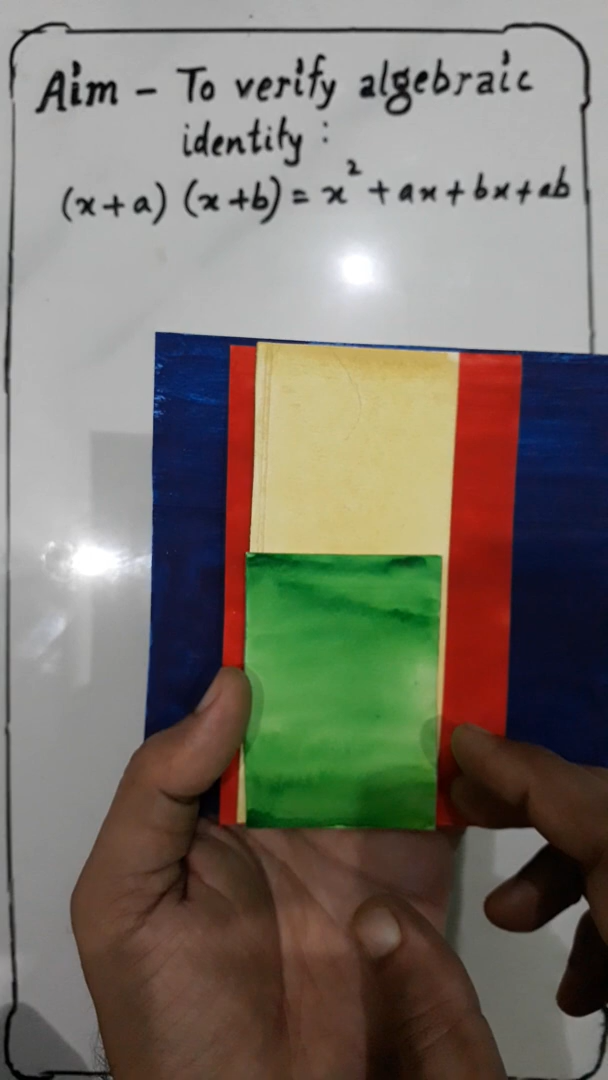 Aim - To verify algebraic
identity :
(x+a) (x+b) = x² + ax + bx + ab